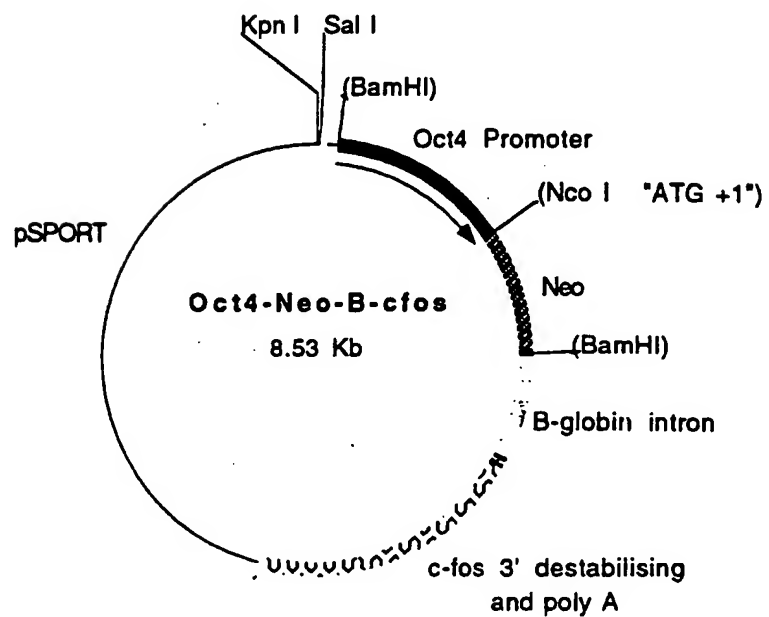 Kpn I Sal I
(BamHI)
Oct4 Promoter
(Nco I "ATG +1")
pSPORT
Neo
Oct4-Neo-B-cfos
8.53 Kb
(BamHI)
B-globin intron
c-fos 3' destabilising
and poly A